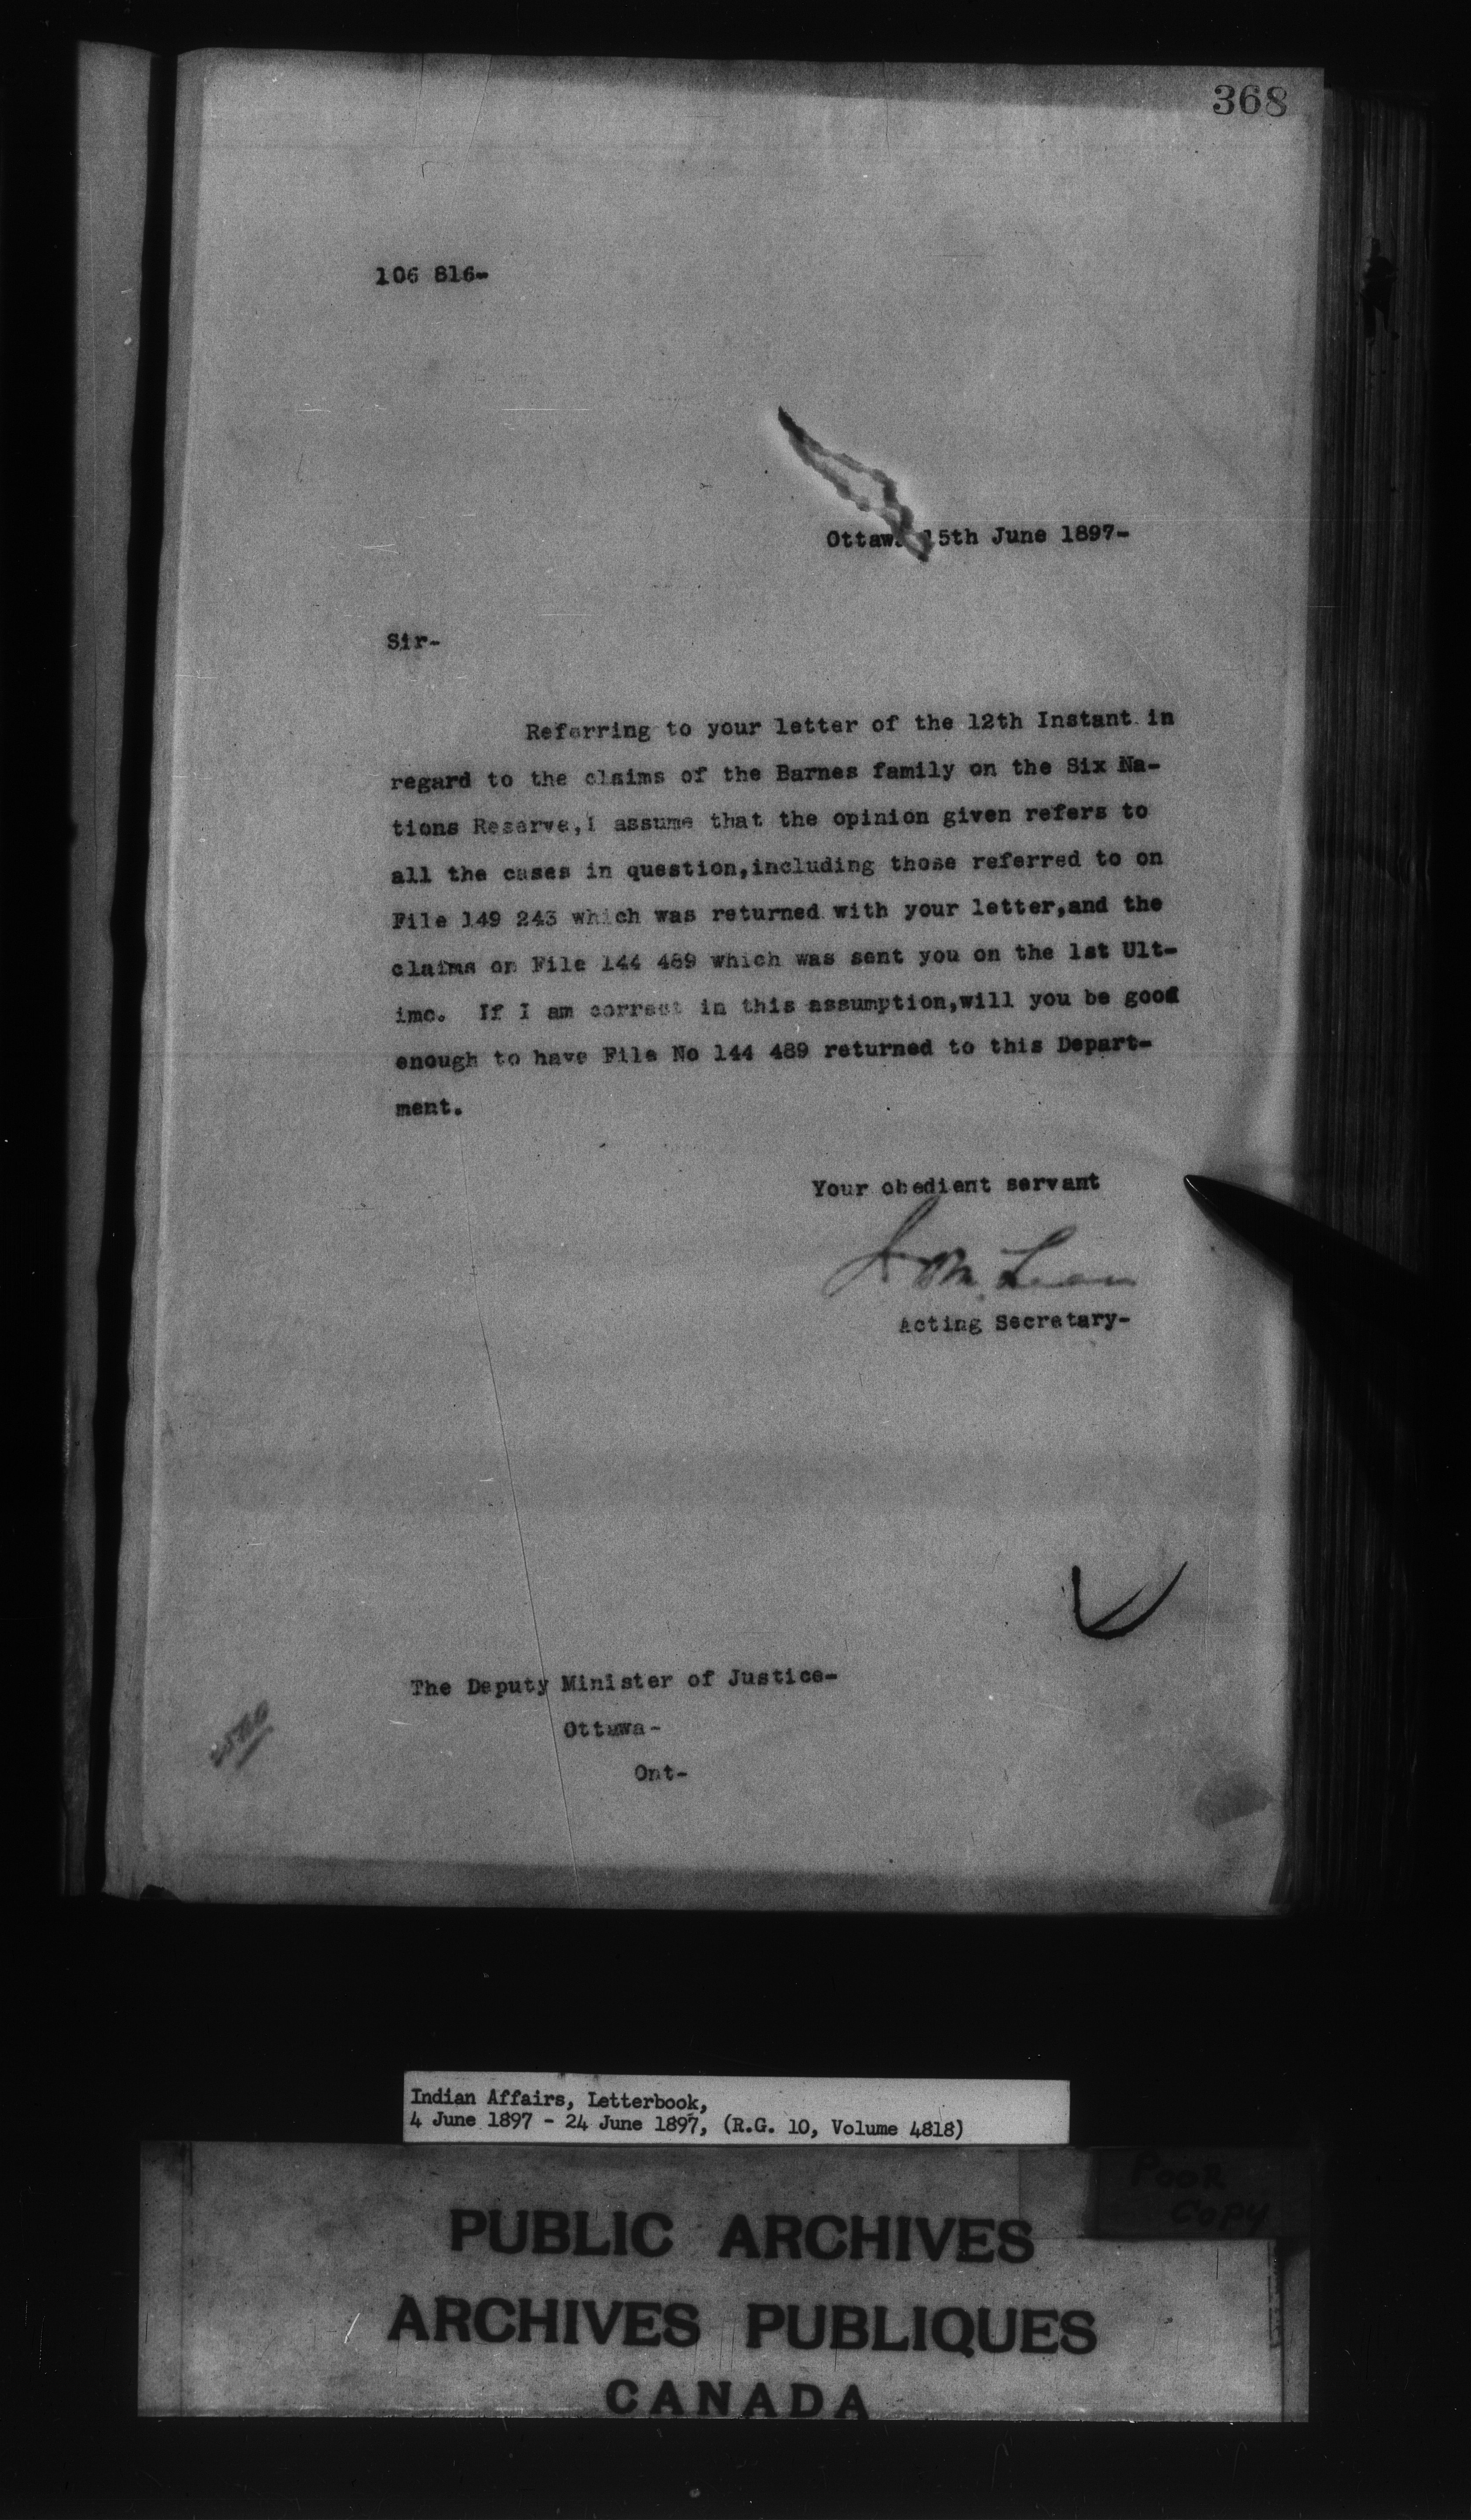 368
106 816-
Ottawa 15th June 1897-
Sir-
Referring to your letter of the 12th Instant in
regard to the claims of the Barnes family on the Six Na-
tions Reserve,I assume that the opinion given refers to
all the cases in question,including those referred to on
File 149 243 which was returned with your letter,and the
claims on File 144 489 which was sent you on the 1st Ult-
imo. If I am correct in this assumption,will you be good
enough to have File No 144 489 returned to this Depart-
ment.
Your obedient servant
Acting Secretary-
The Deputy Minister of Justice-
Ottawa-
Ont-
Indian Affairs, Letterbook,
4 June 1897 - 24 June 1897, (R.G. 10, Volume 4818)
POOR
COPY
PUBLIC ARCHIVES
ARCHIVES PUBLIQUES
CANADA